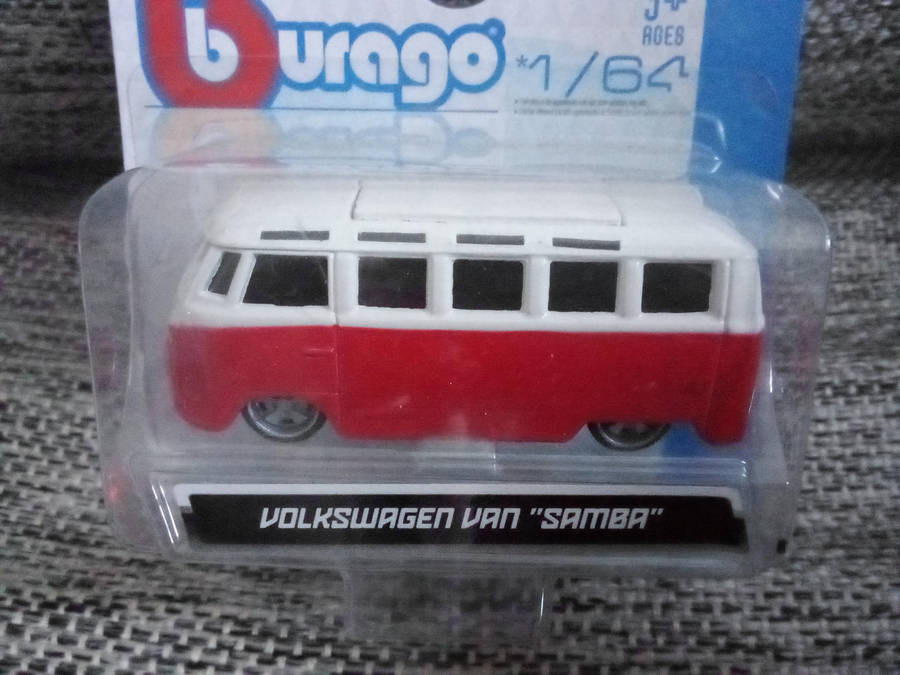 3+
AGES
burago®
*1/64
VOLKSWAGEN VAN "SAMBA"